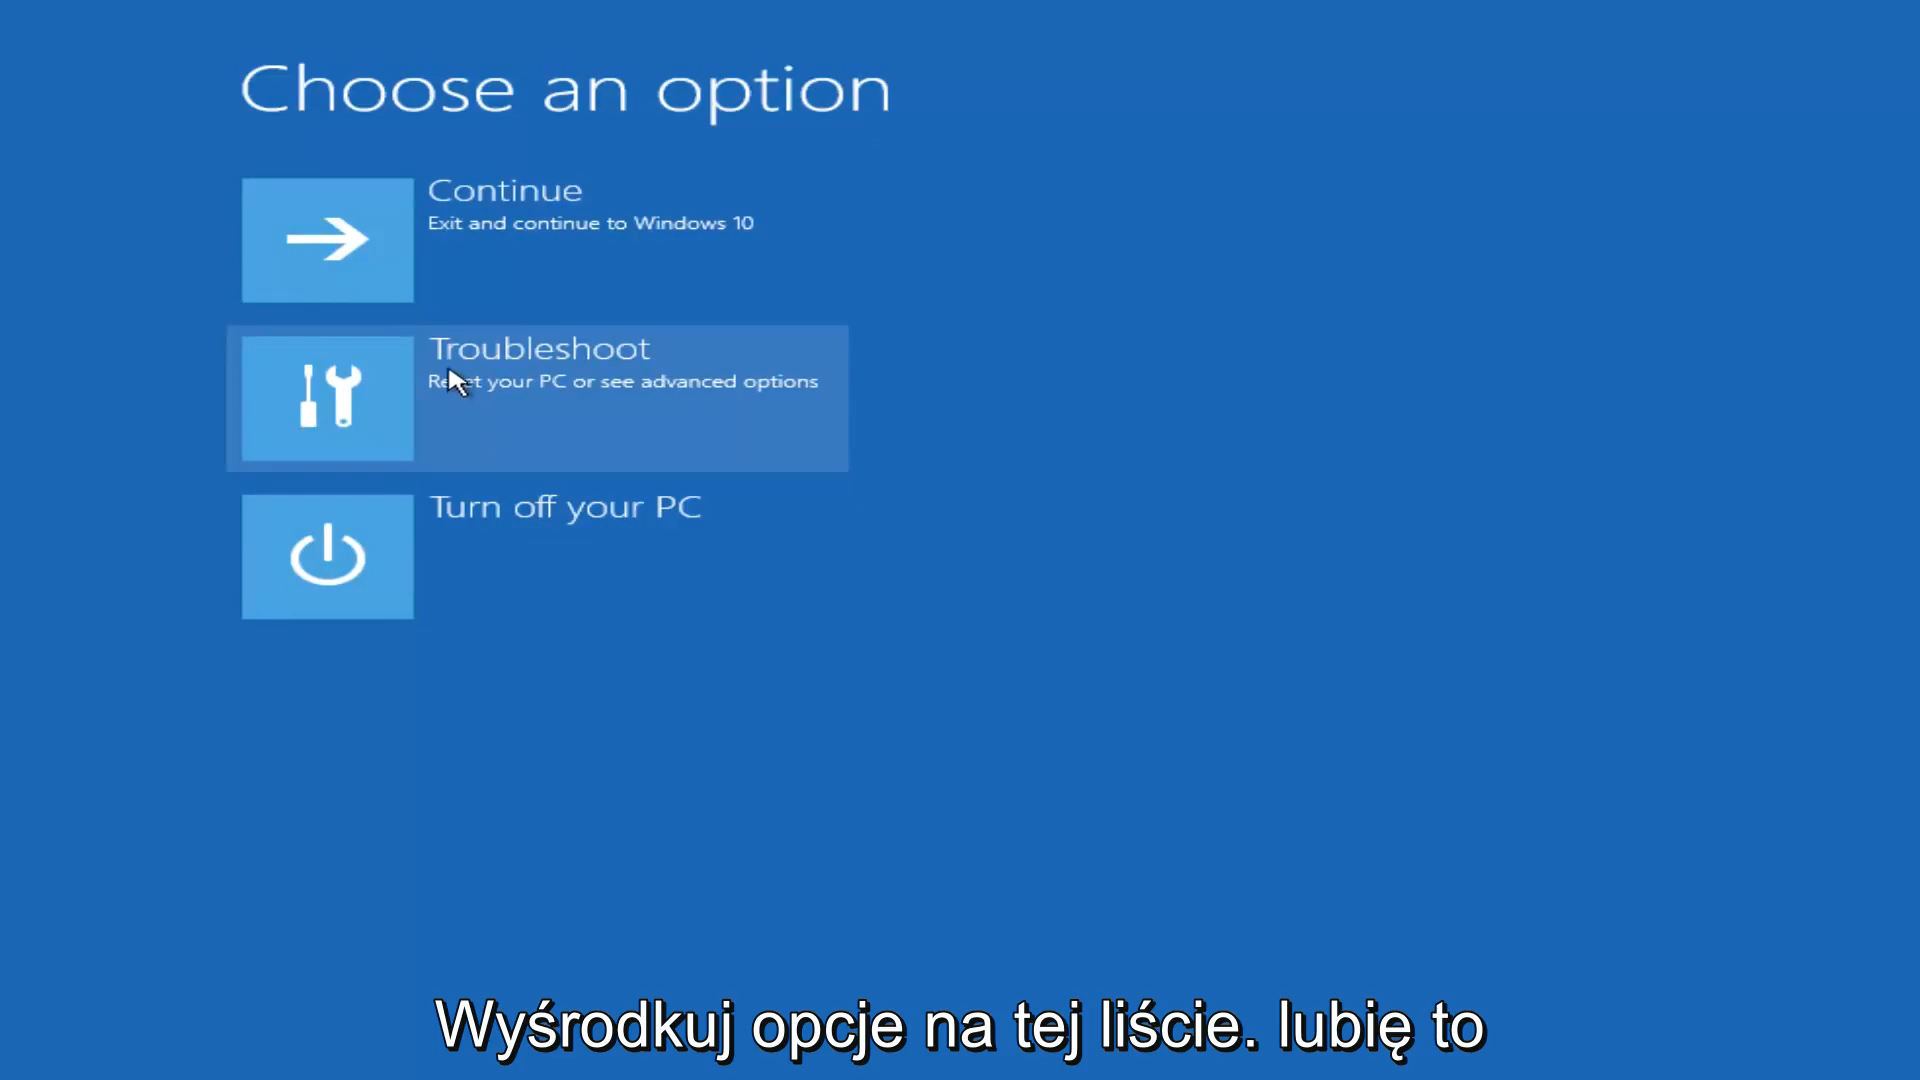 Choose an option
Continue
Exit and continue to Windows 10
Troubleshoot
your PC or see advanced options
Turn off your PC
Wyśrodkuj opcje na tej liście. lubię to